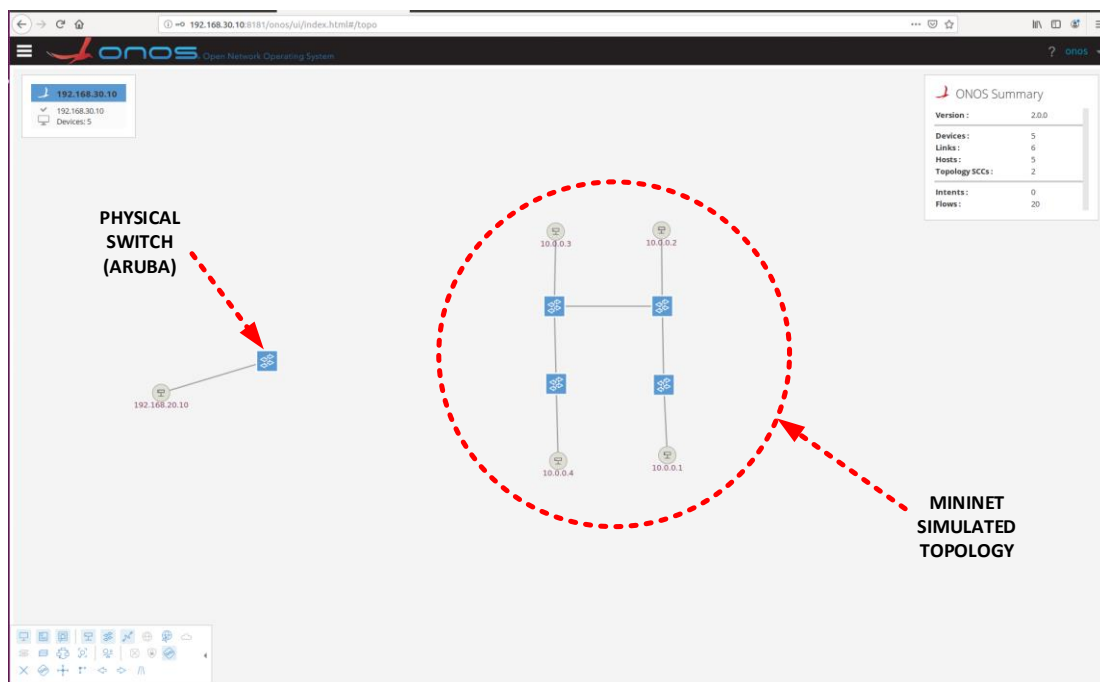 192.168.30.10:8181/onos/ui/index.html#/topo
onos Open Network Operating System
? onos
192.168.30.10
192.168.30.10
Devices: 5
ONOS Summary
Version : 2.0.0
Devices : 5
Links : 6
Hosts : 5
Topology SCCs : 2
Intents : 0
Flows : 20
PHYSICAL
SWITCH
(ARUBA)
10.0.0.3
10.0.0.2
192.168.20.10
10.0.0.4
10.0.0.1
MININET
SIMULATED
TOPOLOGY